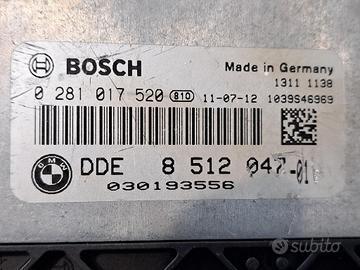 BOSCH
Made in Germany
1311 1138
0 281 017 520 810 11-07-12 1039S46969
BMW
DDE 8 512 047-01
030193556
subito